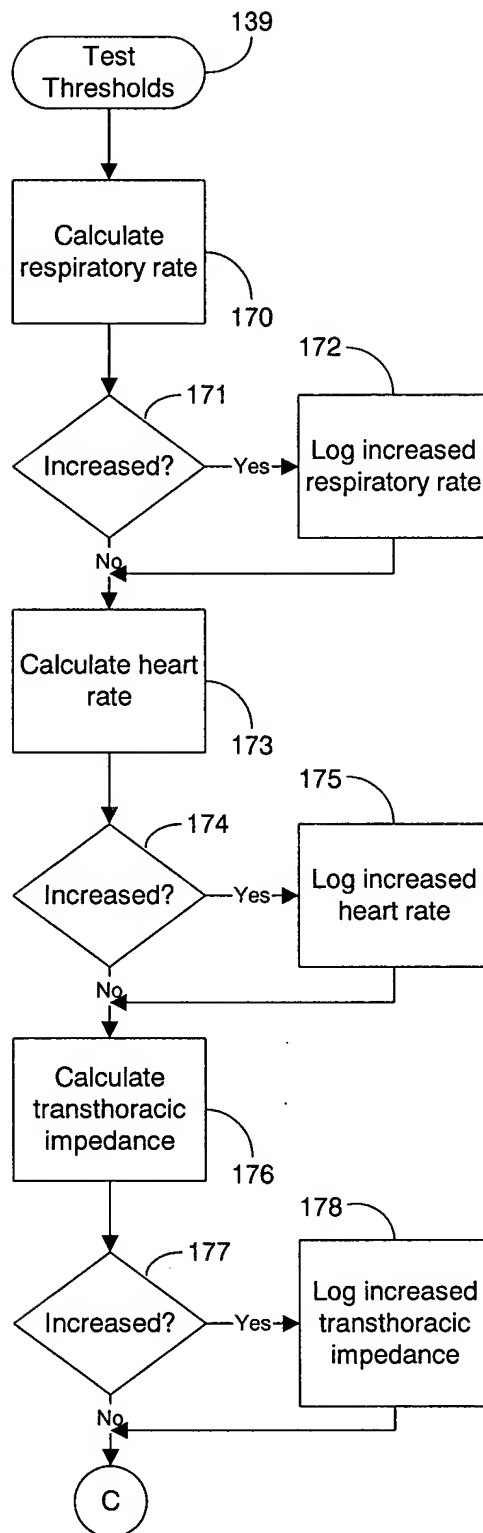 139
Test
Thresholds
Calculate
respiratory rate
170
171
172
Increased?
Yes
Log increased
respiratory rate
No
Calculate heart
rate
173
174
175
Increased?
Yes
Log increased
heart rate
No
Calculate
transthoracic
impedance
176
177
178
Increased?
Yes
Log increased
transthoracic
impedance
No
C